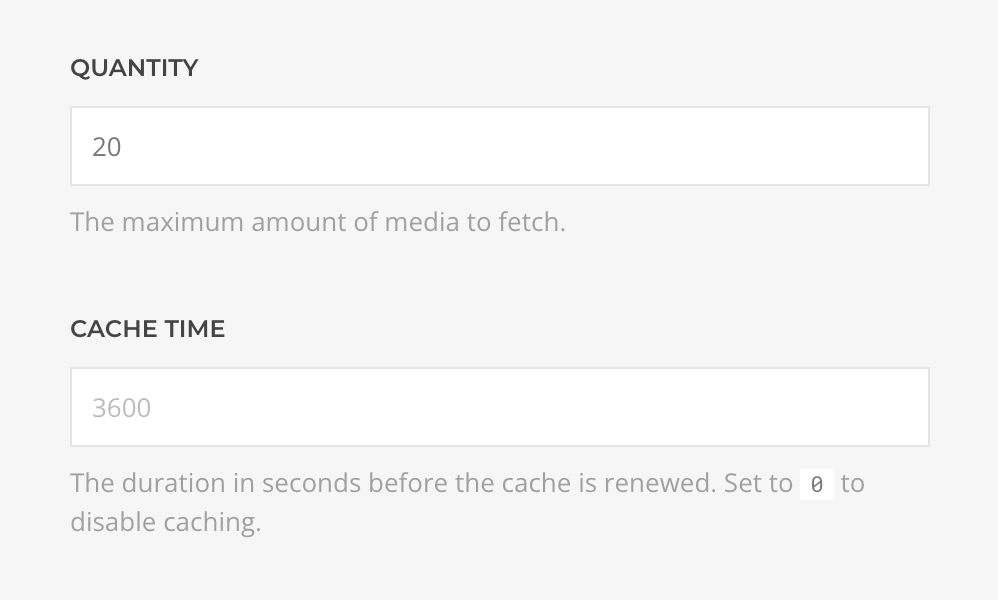 QUANTITY
20
The maximum amount of media to fetch.
CACHE TIME
3600
The duration in seconds before the cache is renewed. Set to 0 to
disable caching.